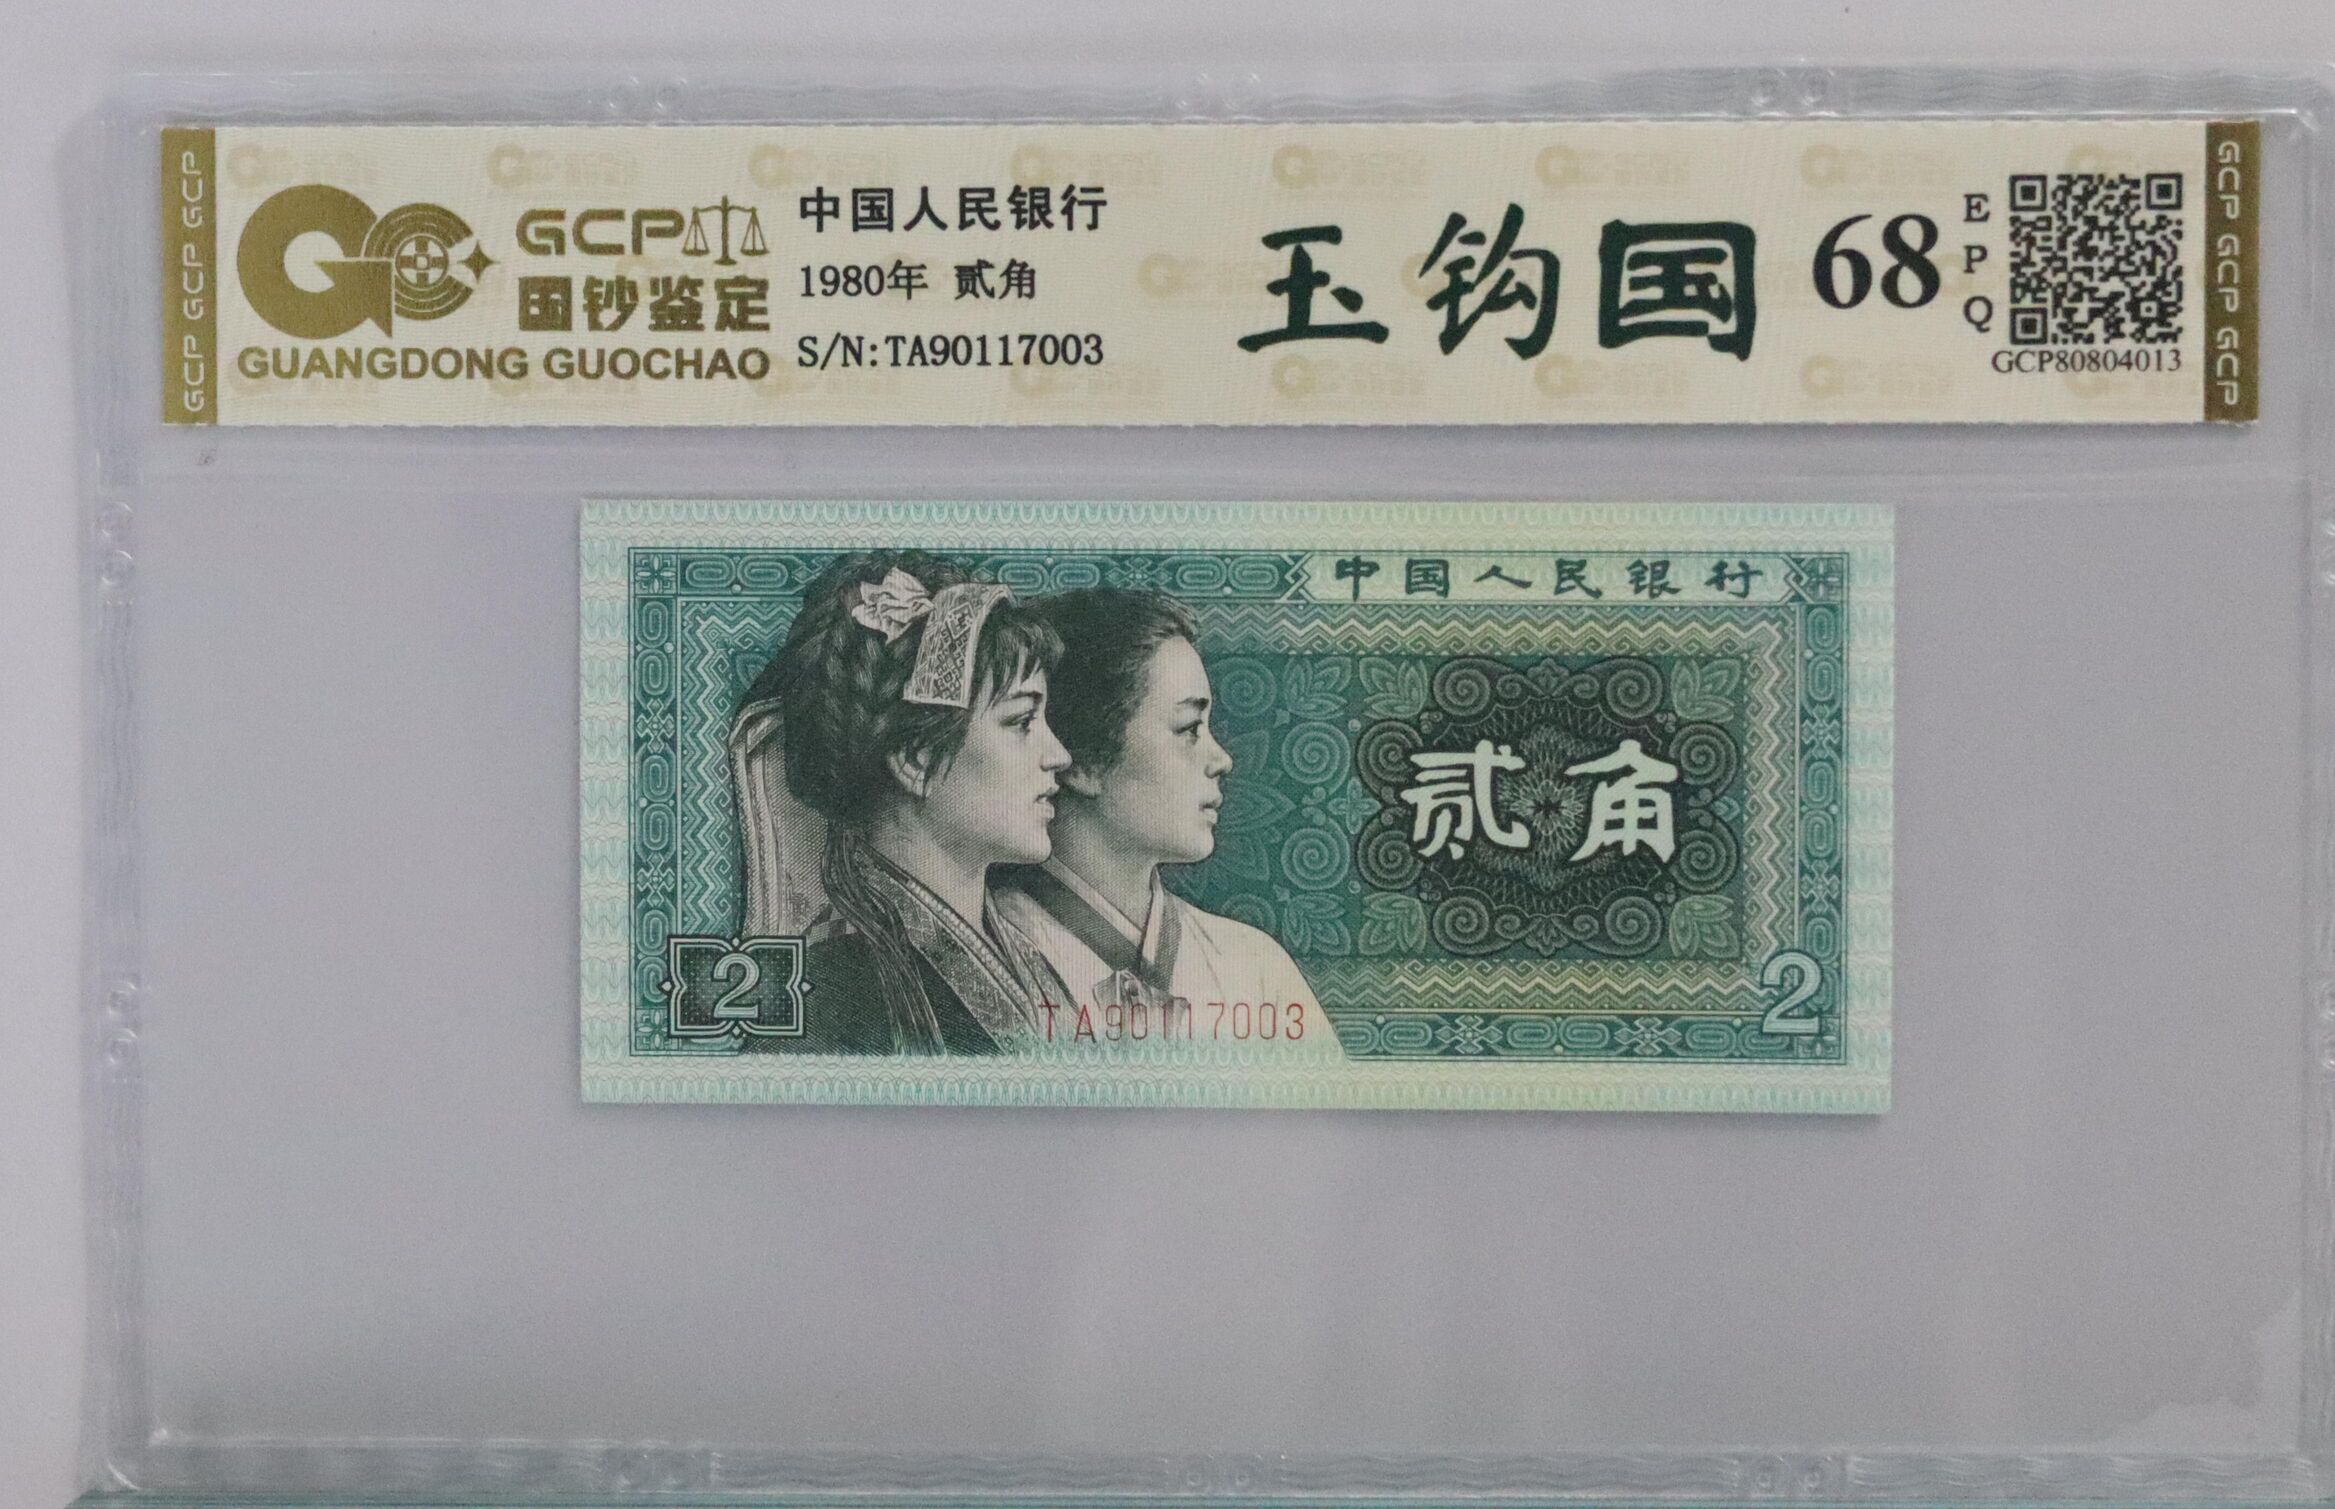 GCP GCP GCP
GCP
国钞鉴定
GUANGDONG GUOCHAO
中国人民银行
1980年 贰角
S/N:TA90117003
玉钩国
68
EPQ
GCP80804013
GCP GCP GCP
中国人民银行
贰角
2
TA90117003
2